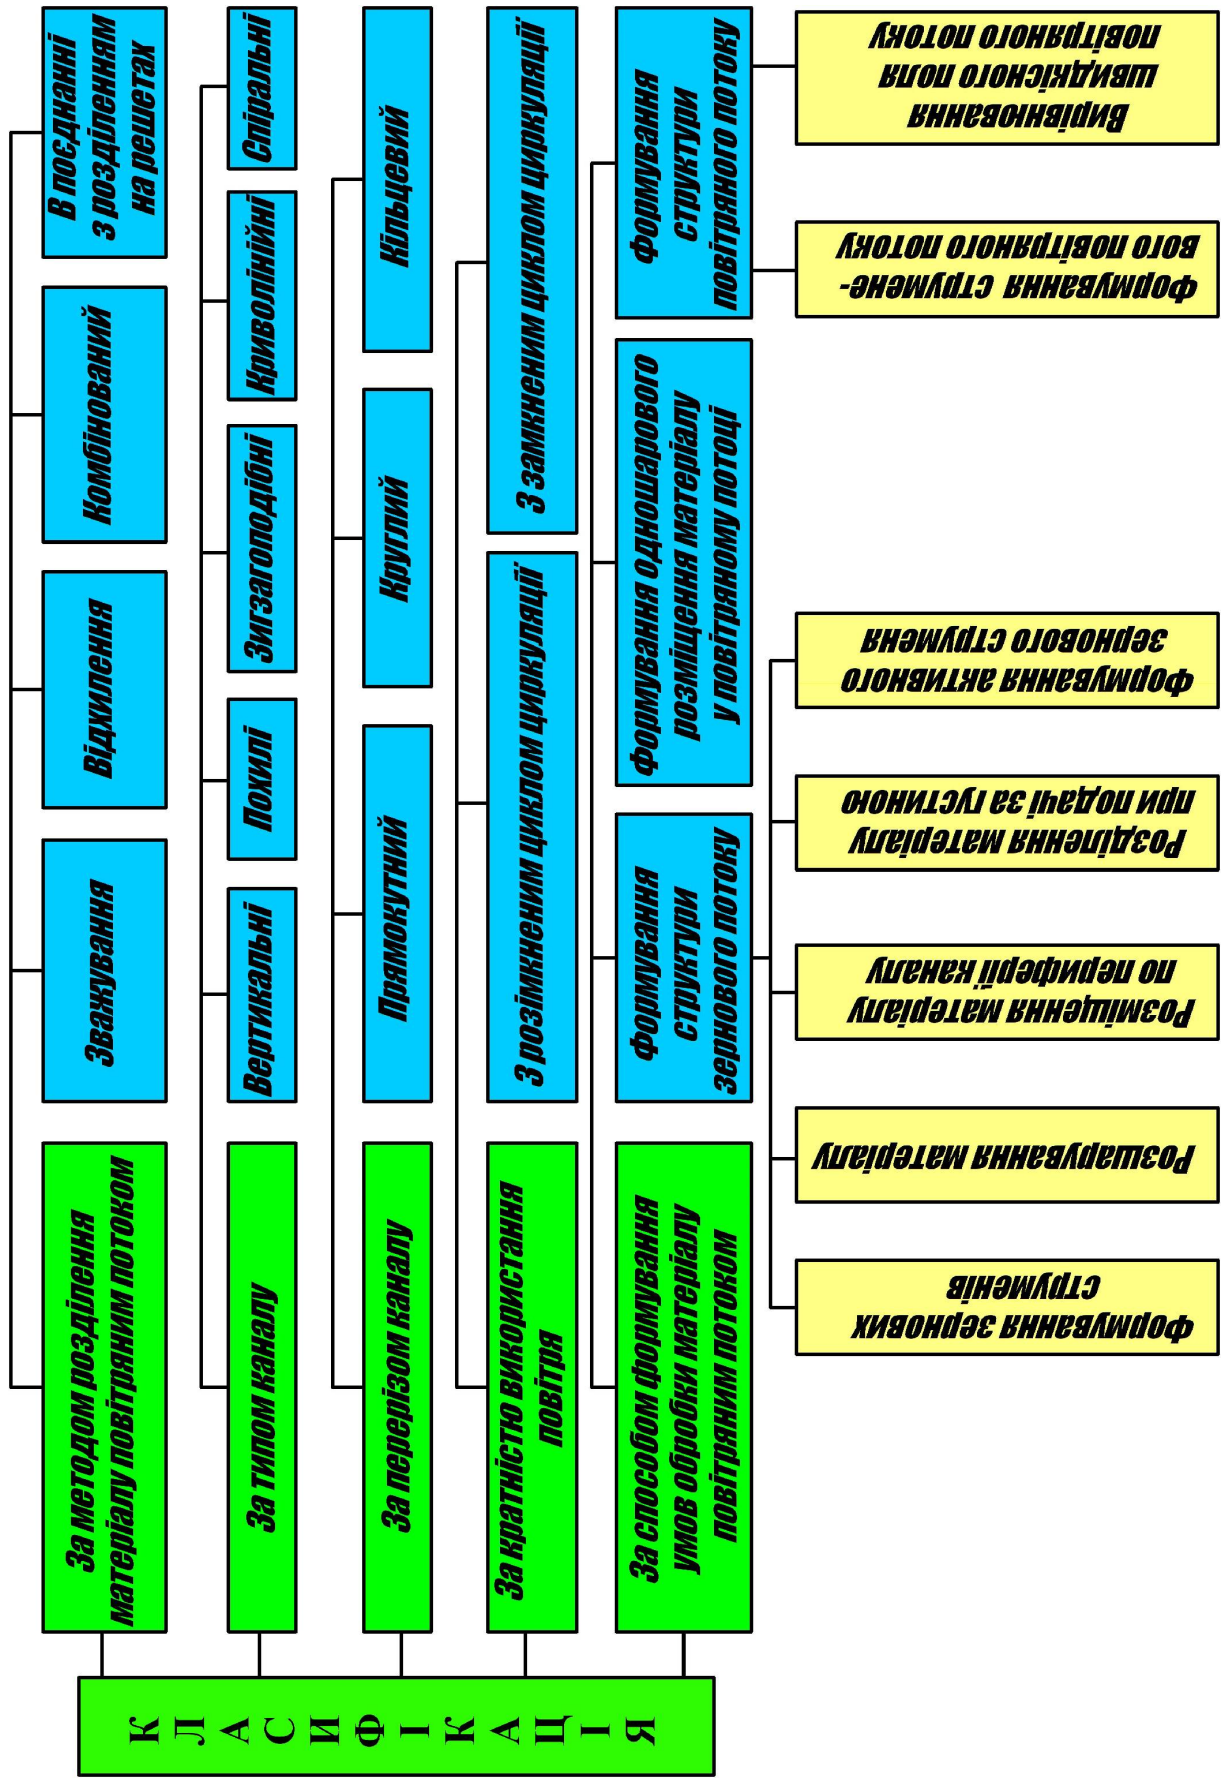 КЛАСИФІКАЦІЯ
За методом розділення
матеріалу повітряним потоком
Зважування
Відхилення
Комбінований
В поєднанні
з розділенням
на решетах
За типом каналу
Вертикальні
Похилі
Зигзагоподібні
Криволінійні
Спіральні
За перерізом каналу
Прямокутний
Круглий
Кільцевий
За кратністю використання
повітря
З розімкненим циклом циркуляції
З замкненим циклом циркуляції
За способом формування
умов обробки матеріалу
повітряним потоком
Формування
структури
зернового потоку
Формування одношарового
розміщення матеріалу
у повітряному потоці
Формування
структури
повітряного потоку
Формування зернових
струменів
Розшарування матеріалу
Розміщення матеріалу
по периферії каналу
Розділення матеріалу
при подачі за густиною
Формування активного
зернового струменя
Формування струмене-
вого повітряного потоку
Вирівнювання
швидкісного поля
повітряного потоку